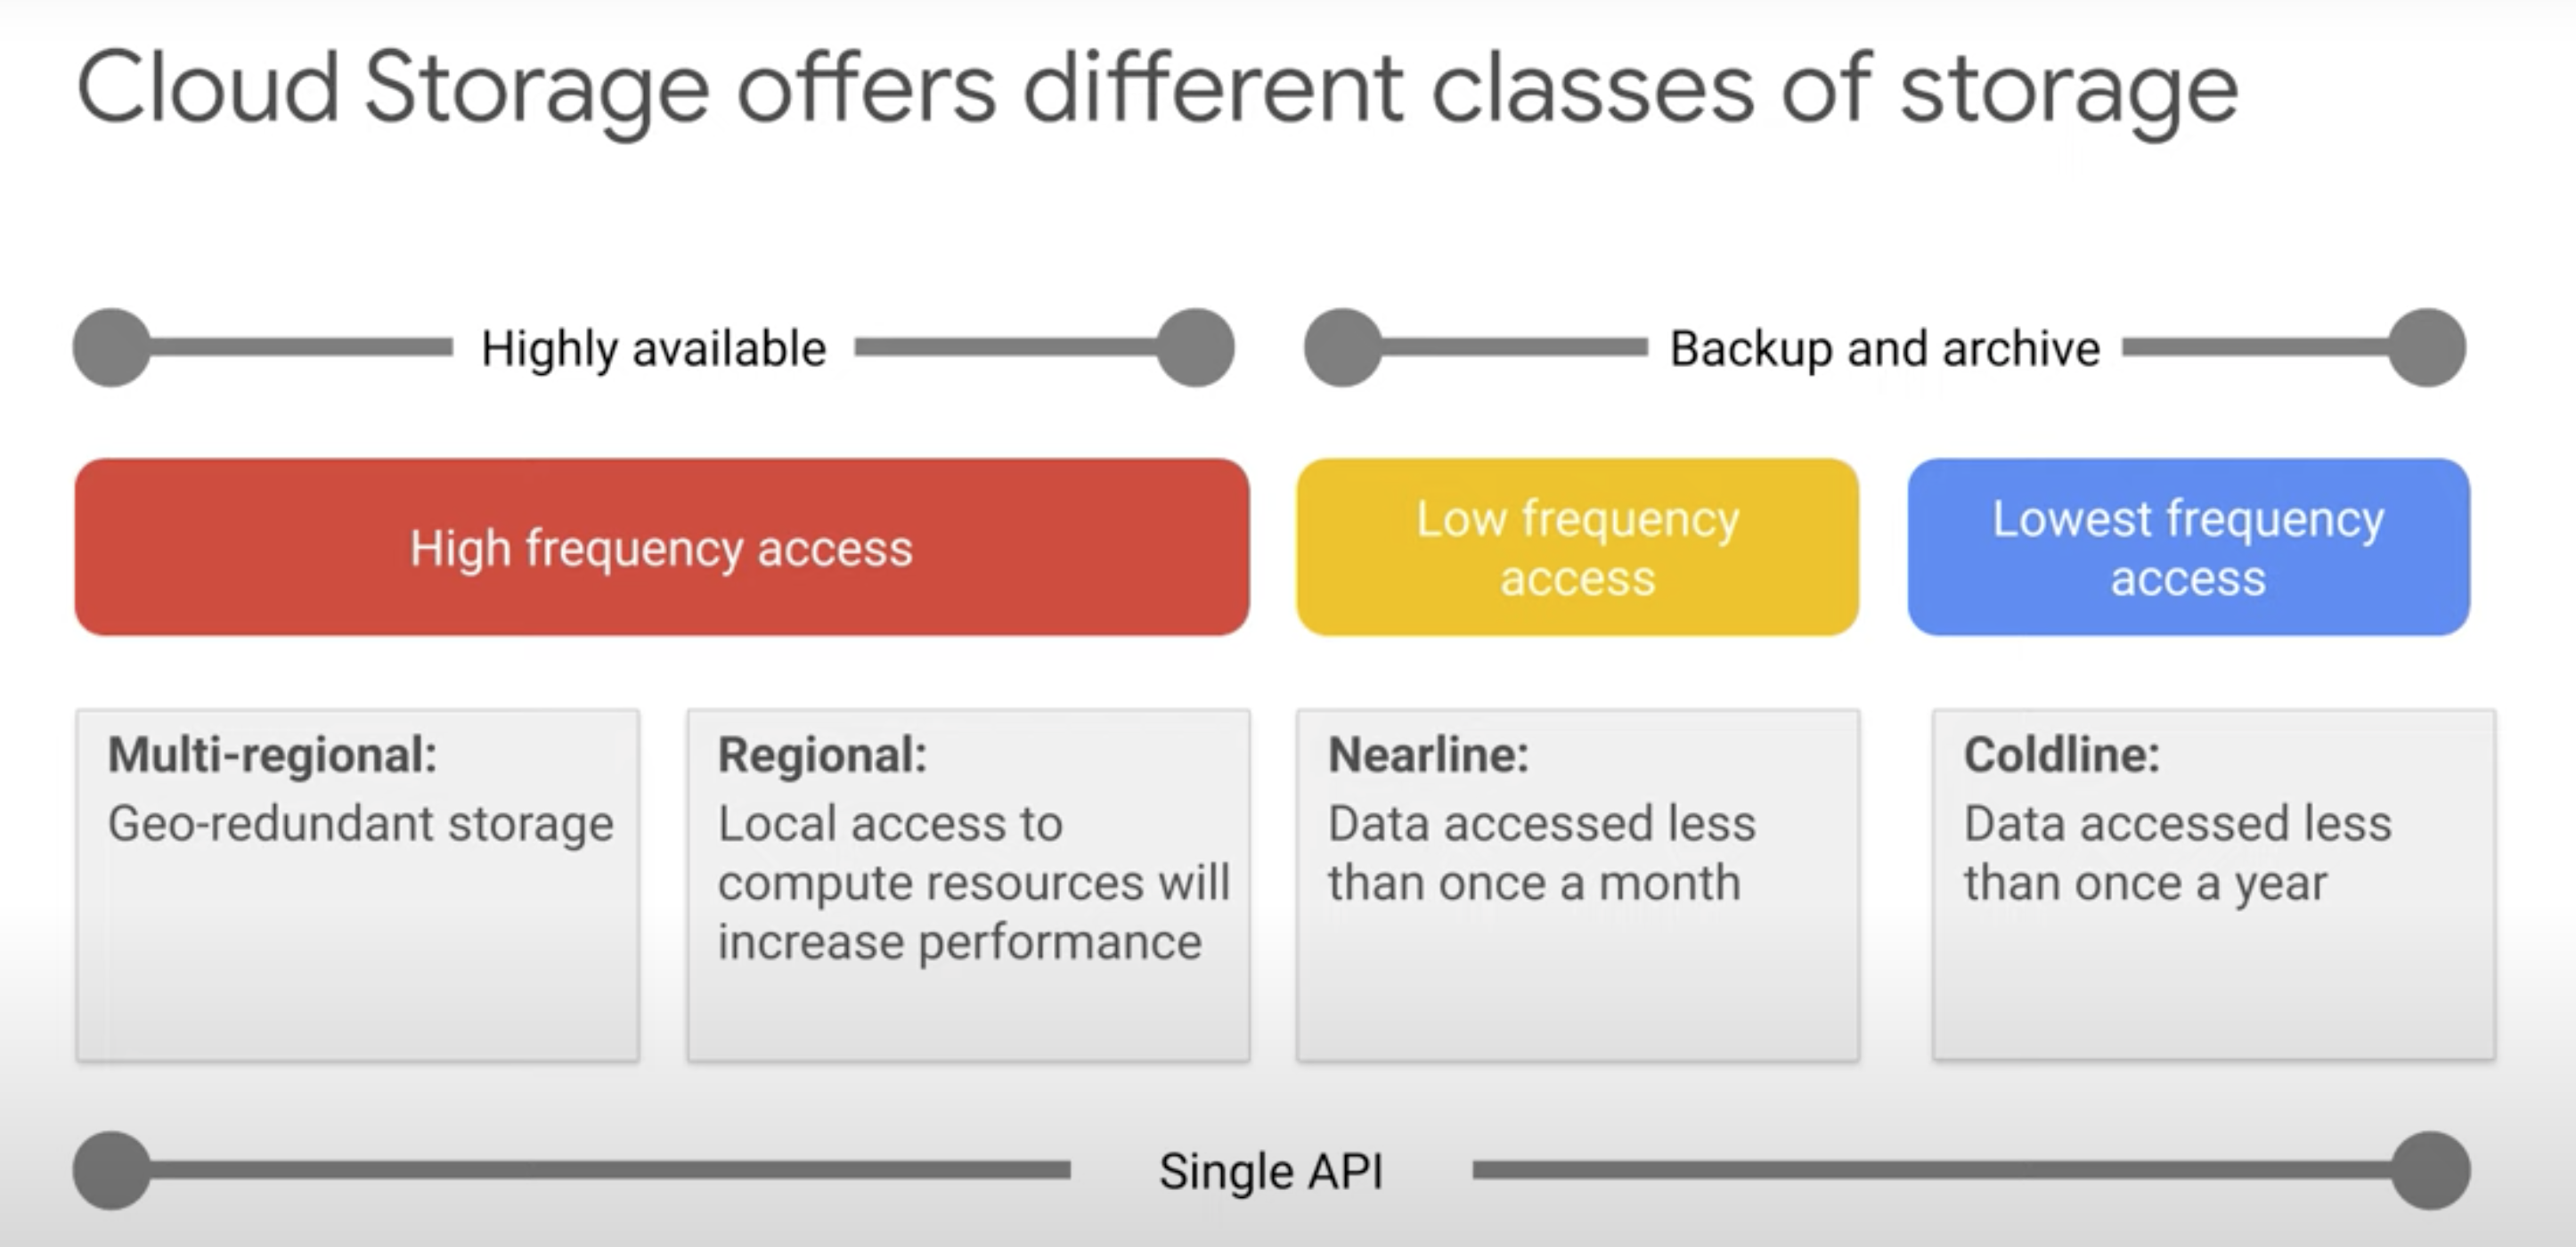 Cloud Storage offers different classes of storage
Highly available
Backup and archive
High frequency access
Low frequency
access
Lowest frequency
access
Multi-regional:
Geo-redundant storage
Regional:
Local access to
compute resources will
increase performance
Nearline:
Data accessed less
than once a month
Coldline:
Data accessed less
than once a year
Single API